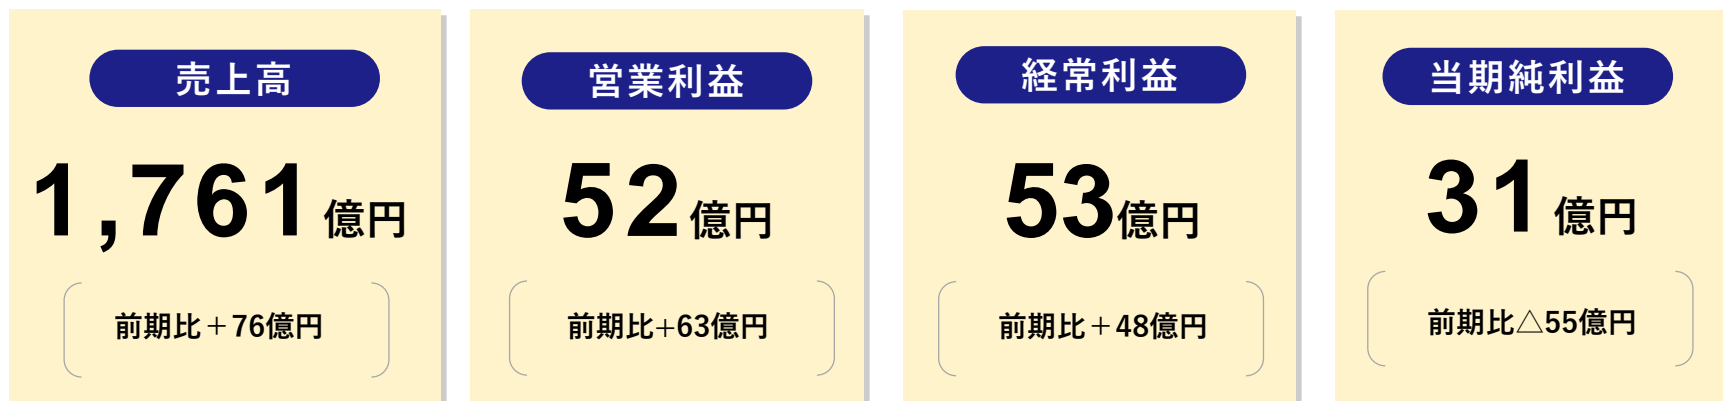 売上高
1,761億円
前期比＋76億円
営業利益
52億円
前期比+63億円
経常利益
53億円
前期比＋48億円
当期純利益
31億円
前期比△55億円